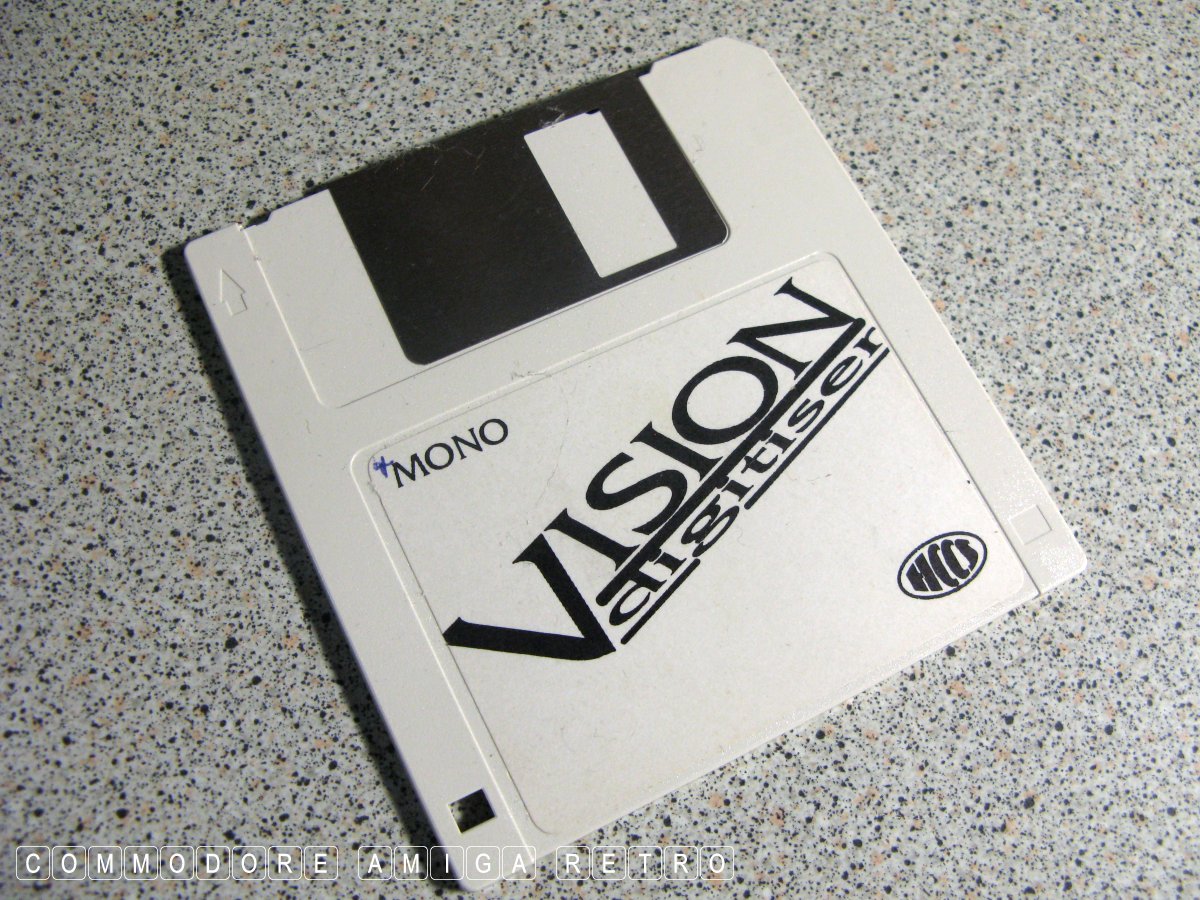 +MONO
VISION
digitiser
HCCS
COMMODORE AMIGA RETRO